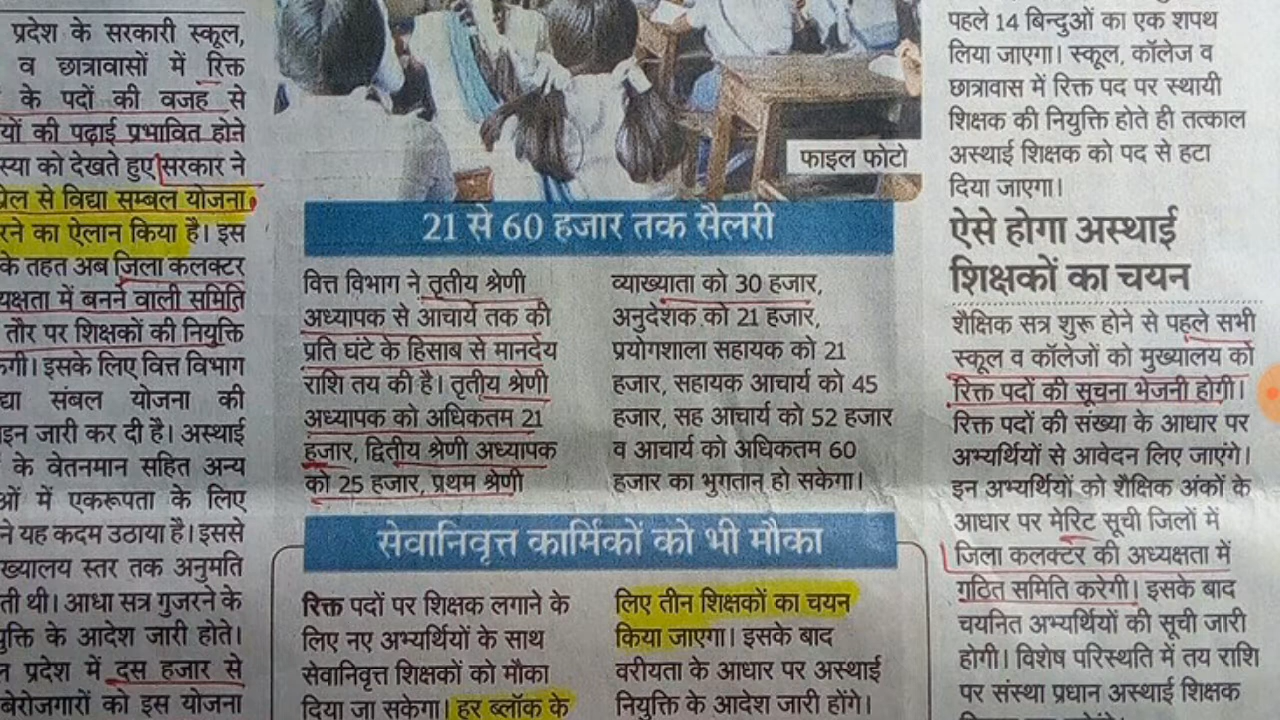 प्रदेश के सरकारी स्कूल,
व छात्रावासों में रिक्त
के पदों की वजह से
यों की पढ़ाई प्रभावित होने
स्या को देखते हुए सरकार ने
से विद्या सम्बल योजना
रने का ऐलान किया है। इस
के तहत अब जिला कलक्टर
यक्षता में बनने वाली समिति
तौर पर शिक्षकों की नियुक्ति
इसके लिए वित्त विभाग
संबल योजना की
जारी कर दी है। अस्थाई
के वेतनमान सहित अन्य
ओं में एकरूपता के लिए
ने यह कदम उठाया है। इससे
ख्यालय स्तर तक अनुमति
ती थी। आधा सत्र गुजरने के
युक्ति के आदेश जारी होते।
प्रदेश में दस हजार से
बेरोजगारों को इस योजना
फाइल फोटो
21 से 60 हजार तक सैलरी
वित्त विभाग ने तृतीय श्रेणी
अध्यापक से आचार्य तक की
प्रति घंटे के हिसाब से मानदेय
राशि तय की है। तृतीय श्रेणी
अध्यापक को अधिकतम 21
हजार, द्वितीय श्रेणी अध्यापक
को 25 हजार, प्रथम श्रेणी
व्याख्याता को 30 हजार,
अनुदेशक को 21 हजार,
प्रयोगशाला सहायक को 21
हजार, सहायक आचार्य को 45
हजार, सह आचार्य को 52 हजार
व आचार्य को अधिकतम 60
हजार का भुगतान हो सकेगा।
सेवानिवृत्त कार्मिकों को भी मौका
रिक्त पदों पर शिक्षक लगाने के
लिए नए अभ्यर्थियों के साथ
सेवानिवृत्त शिक्षकों को मौका
दिया जा सकेगा। हर ब्लॉक के
लिए तीन शिक्षकों का चयन
किया जाएगा। इसके बाद
वरीयता के आधार पर अस्थाई
नियुक्ति के आदेश जारी होंगे।
पहले 14 बिन्दुओं का एक शपथ
लिया जाएगा। स्कूल, कॉलेज व
छात्रावास में रिक्त पद पर स्थायी
शिक्षक की नियुक्ति होते ही तत्काल
अस्थाई शिक्षक को पद से हटा
दिया जाएगा।
ऐसे होगा अस्थाई
शिक्षकों का चयन
शैक्षिक सत्र शुरू होने से पहले सभी
स्कूल व कॉलेजों को मुख्यालय को
रिक्त पदों की सूचना भेजनी होगी।
रिक्त पदों की संख्या के आधार पर
अभ्यर्थियों से आवेदन लिए जाएंगे।
इन अभ्यर्थियों को शैक्षिक अंकों के
आधार पर मेरिट सूची जिलों में
जिला कलक्टर की अध्यक्षता में
गठित समिति करेगी। इसके बाद
चयनित अभ्यर्थियों की सूची जारी
होगी। विशेष परिस्थति में तय राशि
पर संस्था प्रधान अस्थाई शिक्षक